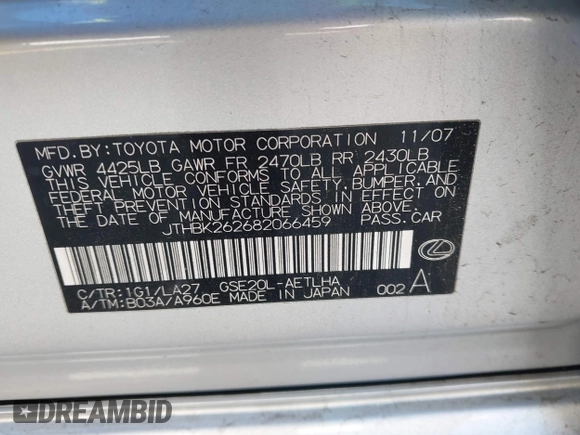 MFD.BY:TOYOTA MOTOR CORPORATION 11/07
GVWR 4425LB GAWR FR 2470LB RR 2430LB
THIS VEHICLE CONFORMS TO ALL APPLICABLE
FEDERAL MOTOR VEHICLE SAFETY,BUMPER,AND
THEFT PREVENTION STANDARDS IN EFFECT ON
THE DATE OF MANUFACTURE SHOWN ABOVE.
JTHBK262682066459 PASS.CAR
C/TR:1G1/LA27 GSE20L-AETLHA
A/TM:B03A/A960E MADE IN JAPAN 002 A
DREAMBID